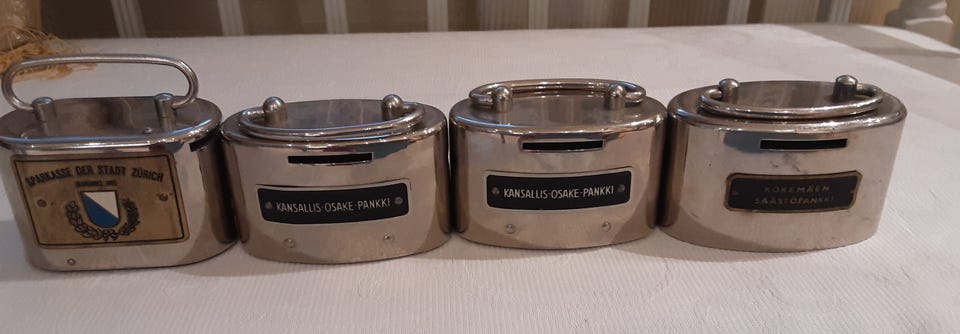 SPARKASSE DER STADT ZÜRICH
KANSALLIS-OSAKE-PANKKI
KANSALLIS-OSAKE-PANKKI
KOKEMÄEN
SÄÄSTÖPANKKI